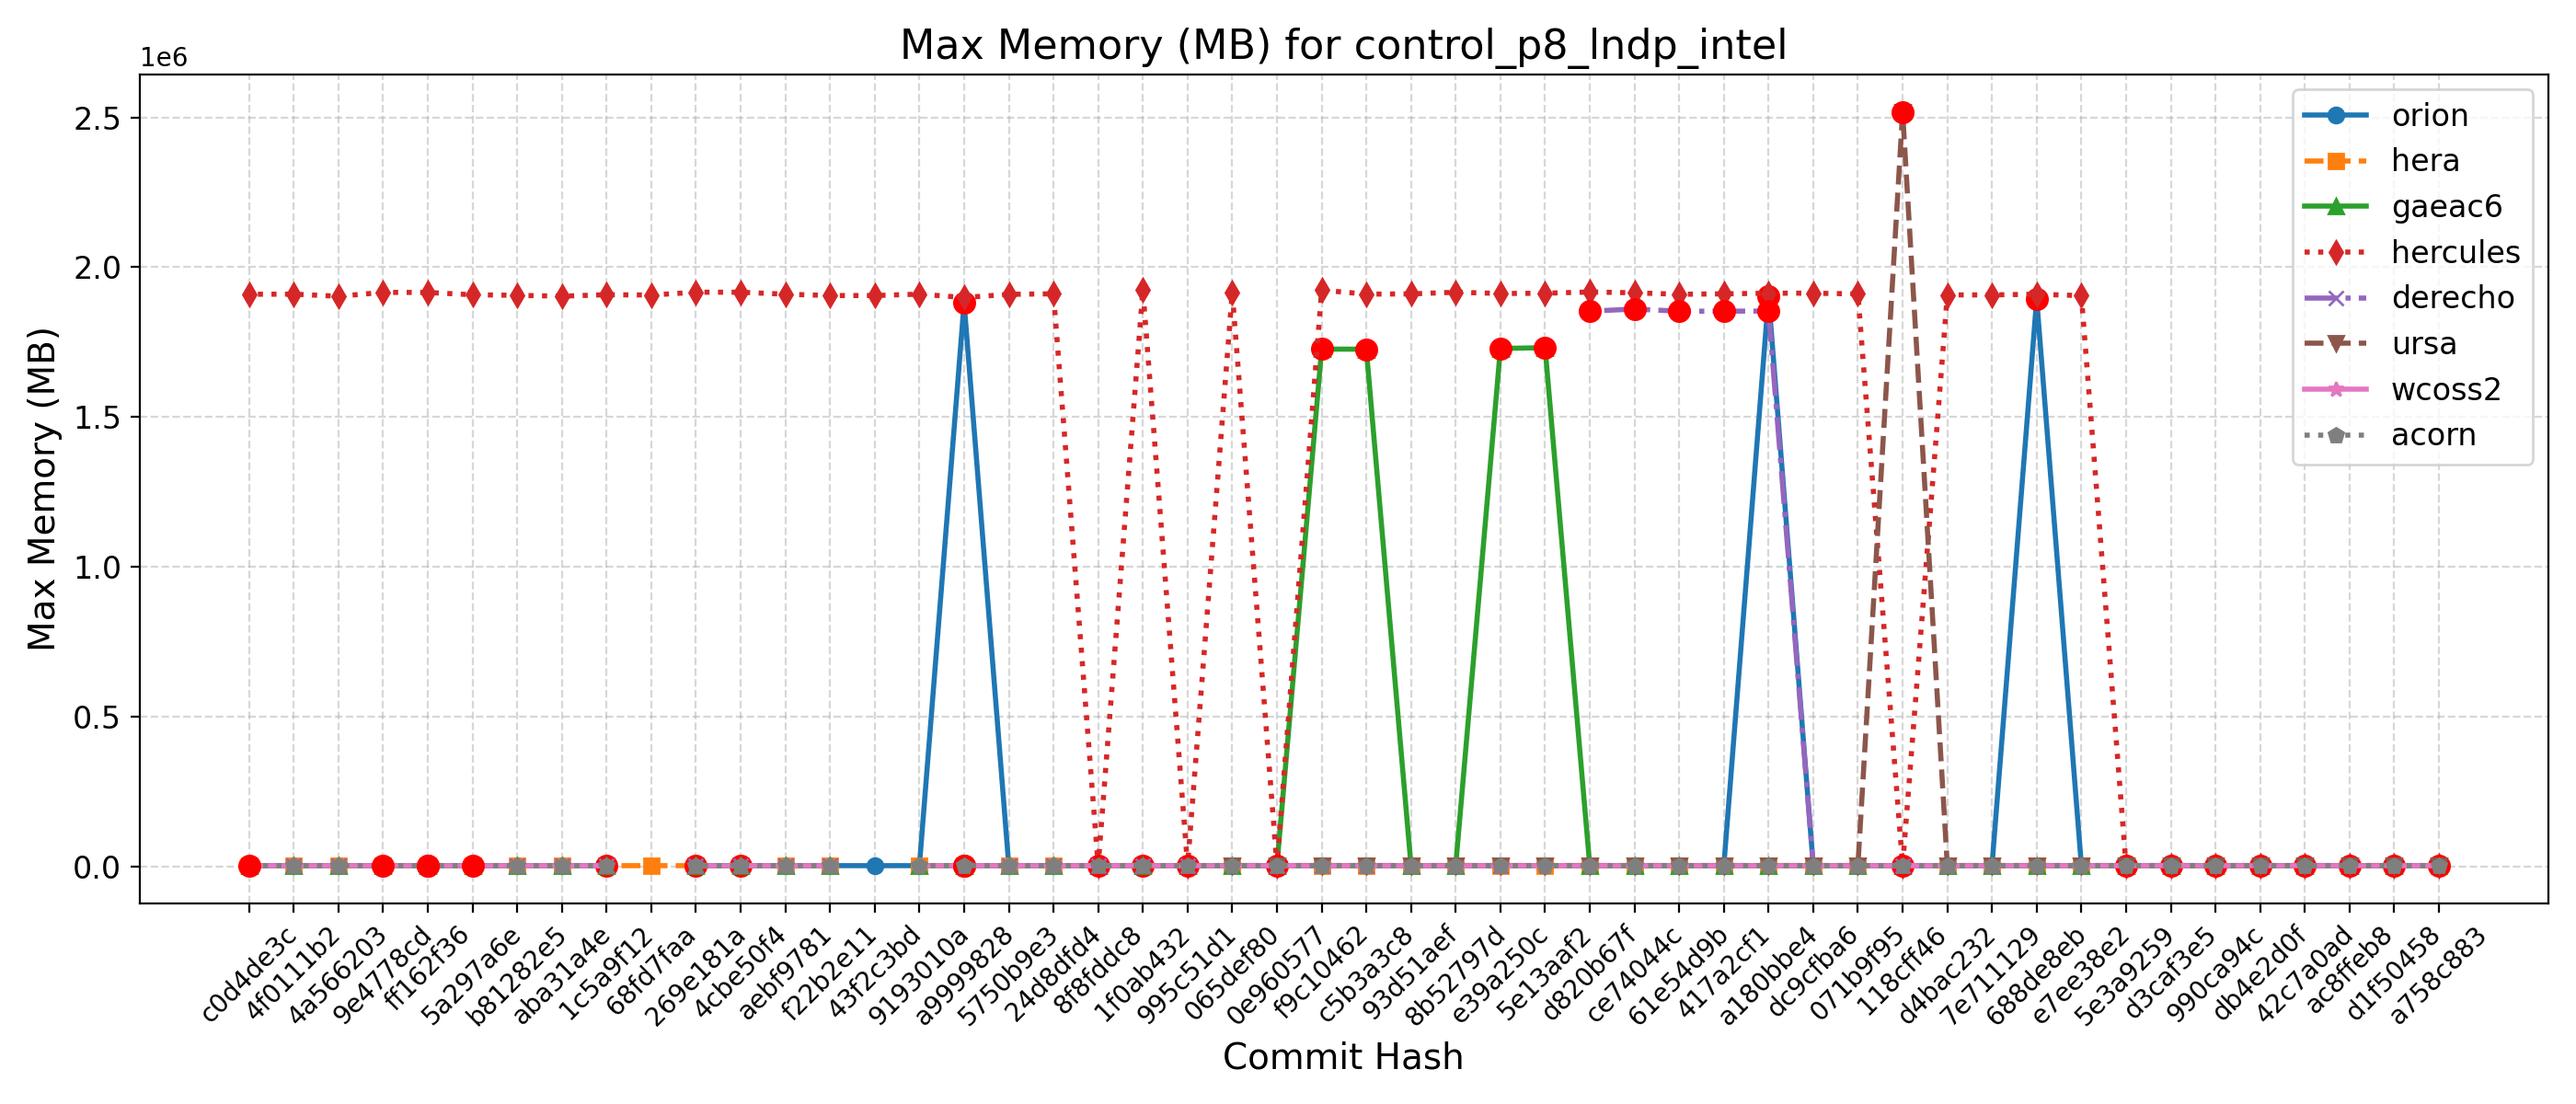 Max Memory (MB) for control_p8_lndp_intel
1e6
2.5
2.0
1.5
1.0
0.5
0.0
Max Memory (MB)
orion
hera
gaeac6
hercules
derecho
ursa
wcoss2
acorn
c0d4de3c
4f0111b2
4a566203
9e4778cd
ff162f36
5a297a6e
b81282e5
aba31a4e
1c5a9f12
68fd7faa
269e181a
4cbe50f4
aebf9781
f22b2e11
43f2c3bd
9193010a
a9999828
5750b9e3
24d8dfd4
8f8fddc8
1f0ab432
995c51d1
065def80
0e960577
f9c10462
c5b3a3c8
93d51aef
8b52797d
e39a250c
5e13aaf2
d820b67f
ce74044c
61e54d9b
417a2cf1
a180bbe4
dc9cfba6
071b9f95
118cff46
d4bac232
7e711129
688de8eb
e7ee38e2
5e3a9259
d3caf3e5
990ca94c
db4e2d0f
42c7a0ad
ac8ffeb8
d1f50458
a758c883
Commit Hash